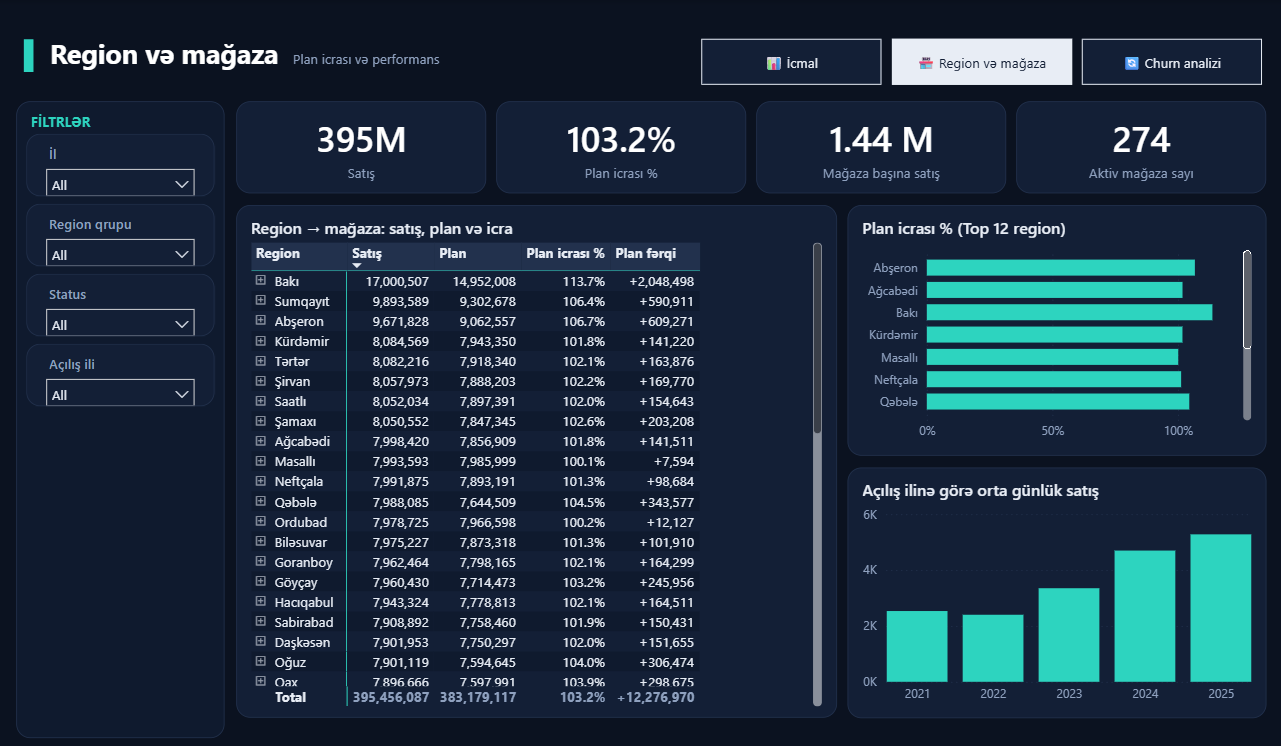 Region və mağaza
Plan icrası və performans
İcmal
Region və mağaza
Churn analizi
FİLTRLƏR
İl
All
Region qrupu
All
Status
All
Açılış ili
All
395M
Satış
103.2%
Plan icrası %
1.44 M
Mağaza başına satış
274
Aktiv mağaza sayı
Region → mağaza: satış, plan və icra
Region Satış Plan Plan icrası % Plan fərqi
Bakı 17,000,507 14,952,008 113.7% +2,048,498
Sumqayıt 9,893,589 9,302,678 106.4% +590,911
Abşeron 9,671,828 9,062,557 106.7% +609,271
Kürdəmir 8,084,569 7,943,350 101.8% +141,220
Tərtər 8,082,216 7,918,340 102.1% +163,876
Şirvan 8,057,973 7,888,203 102.2% +169,770
Saatlı 8,052,034 7,897,391 102.0% +154,643
Şamaxı 8,050,552 7,847,345 102.6% +203,208
Ağcabədi 7,998,420 7,856,909 101.8% +141,511
Masallı 7,993,593 7,985,999 100.1% +7,594
Neftçala 7,991,875 7,893,191 101.3% +98,684
Qəbələ 7,988,085 7,644,509 104.5% +343,577
Ordubad 7,978,725 7,966,598 100.2% +12,127
Biləsuvar 7,975,227 7,873,318 101.3% +101,910
Goranboy 7,962,464 7,798,165 102.1% +164,299
Göyçay 7,960,430 7,714,473 103.2% +245,956
Hacıqabul 7,943,324 7,778,813 102.1% +164,511
Sabirabad 7,908,892 7,758,460 101.9% +150,431
Daşkəsən 7,901,953 7,750,297 102.0% +151,655
Oğuz 7,901,119 7,594,645 104.0% +306,474
Qax 7,896,666 7,597,991 103.9% +298,675
Total 395,456,087 383,179,117 103.2% +12,276,970
Plan icrası % (Top 12 region)
Abşeron
Ağcabədi
Bakı
Kürdəmir
Masallı
Neftçala
Qəbələ
0% 50% 100%
Açılış ilinə görə orta günlük satış
6K
4K
2K
0K
2021 2022 2023 2024 2025